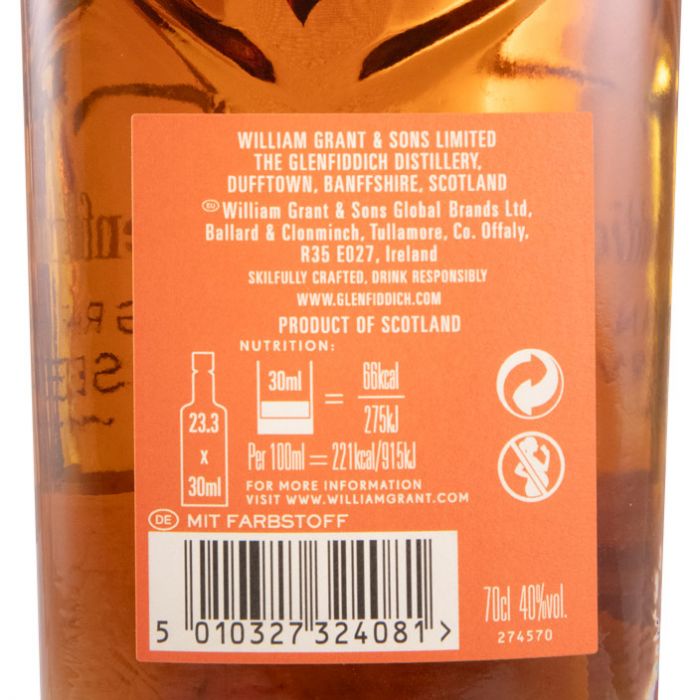 WILLIAM GRANT & SONS LIMITED
THE GLENFIDDICH DISTILLERY,
DUFFTOWN, BANFFSHIRE, SCOTLAND
EU William Grant & Sons Global Brands Ltd,
Ballard & Clonminch, Tullamore, Co. Offaly,
R35 E027, Ireland
SKILFULLY CRAFTED, DRINK RESPONSIBLY
WWW.GLENFIDDICH.COM
PRODUCT OF SCOTLAND
NUTRITION:
23.3
x
30ml
30ml
=
66kcal
275kJ
Per 100ml = 221kcal/915kJ
FOR MORE INFORMATION
VISIT WWW.WILLIAMGRANT.COM
DE MIT FARBSTOFF
5 010327 324081 >
70cl 40%vol.
274570